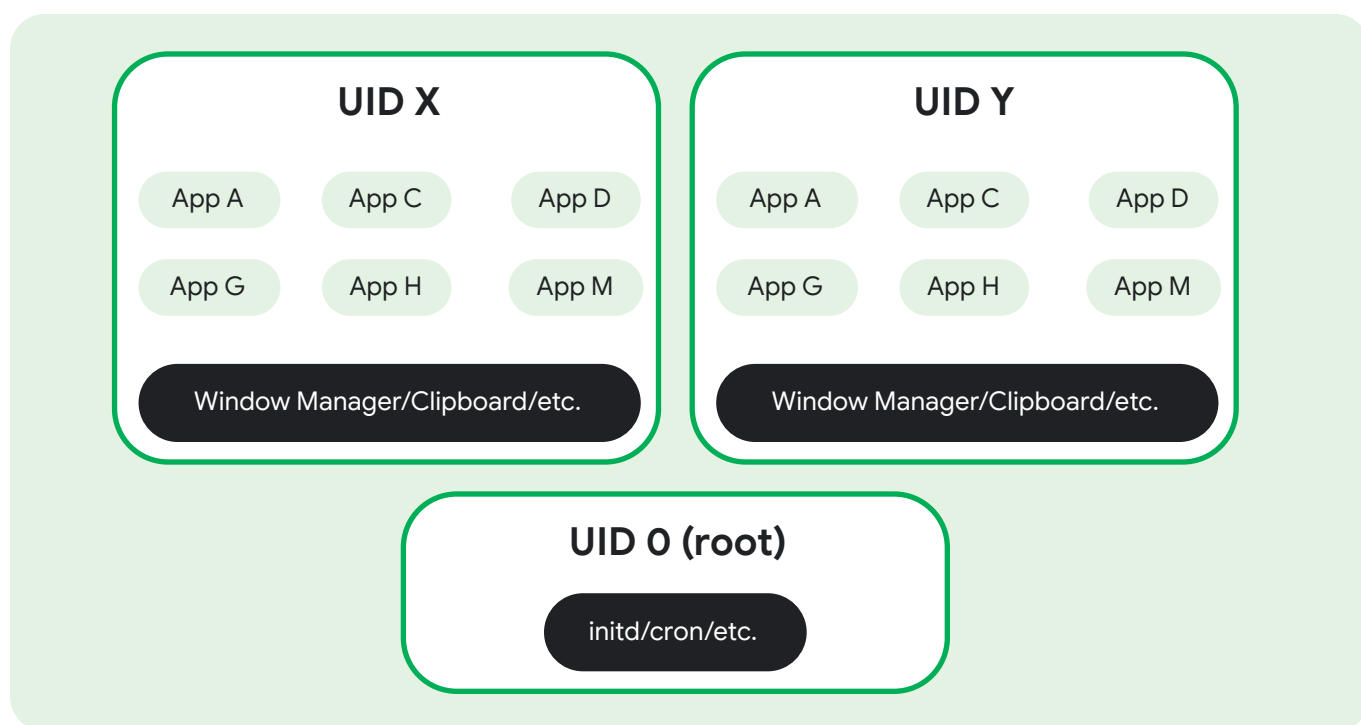 UID X
App A App C App D
App G App H App M
Window Manager/Clipboard/etc.
UID Y
App A App C App D
App G App H App M
Window Manager/Clipboard/etc.
UID 0 (root)
initd/cron/etc.